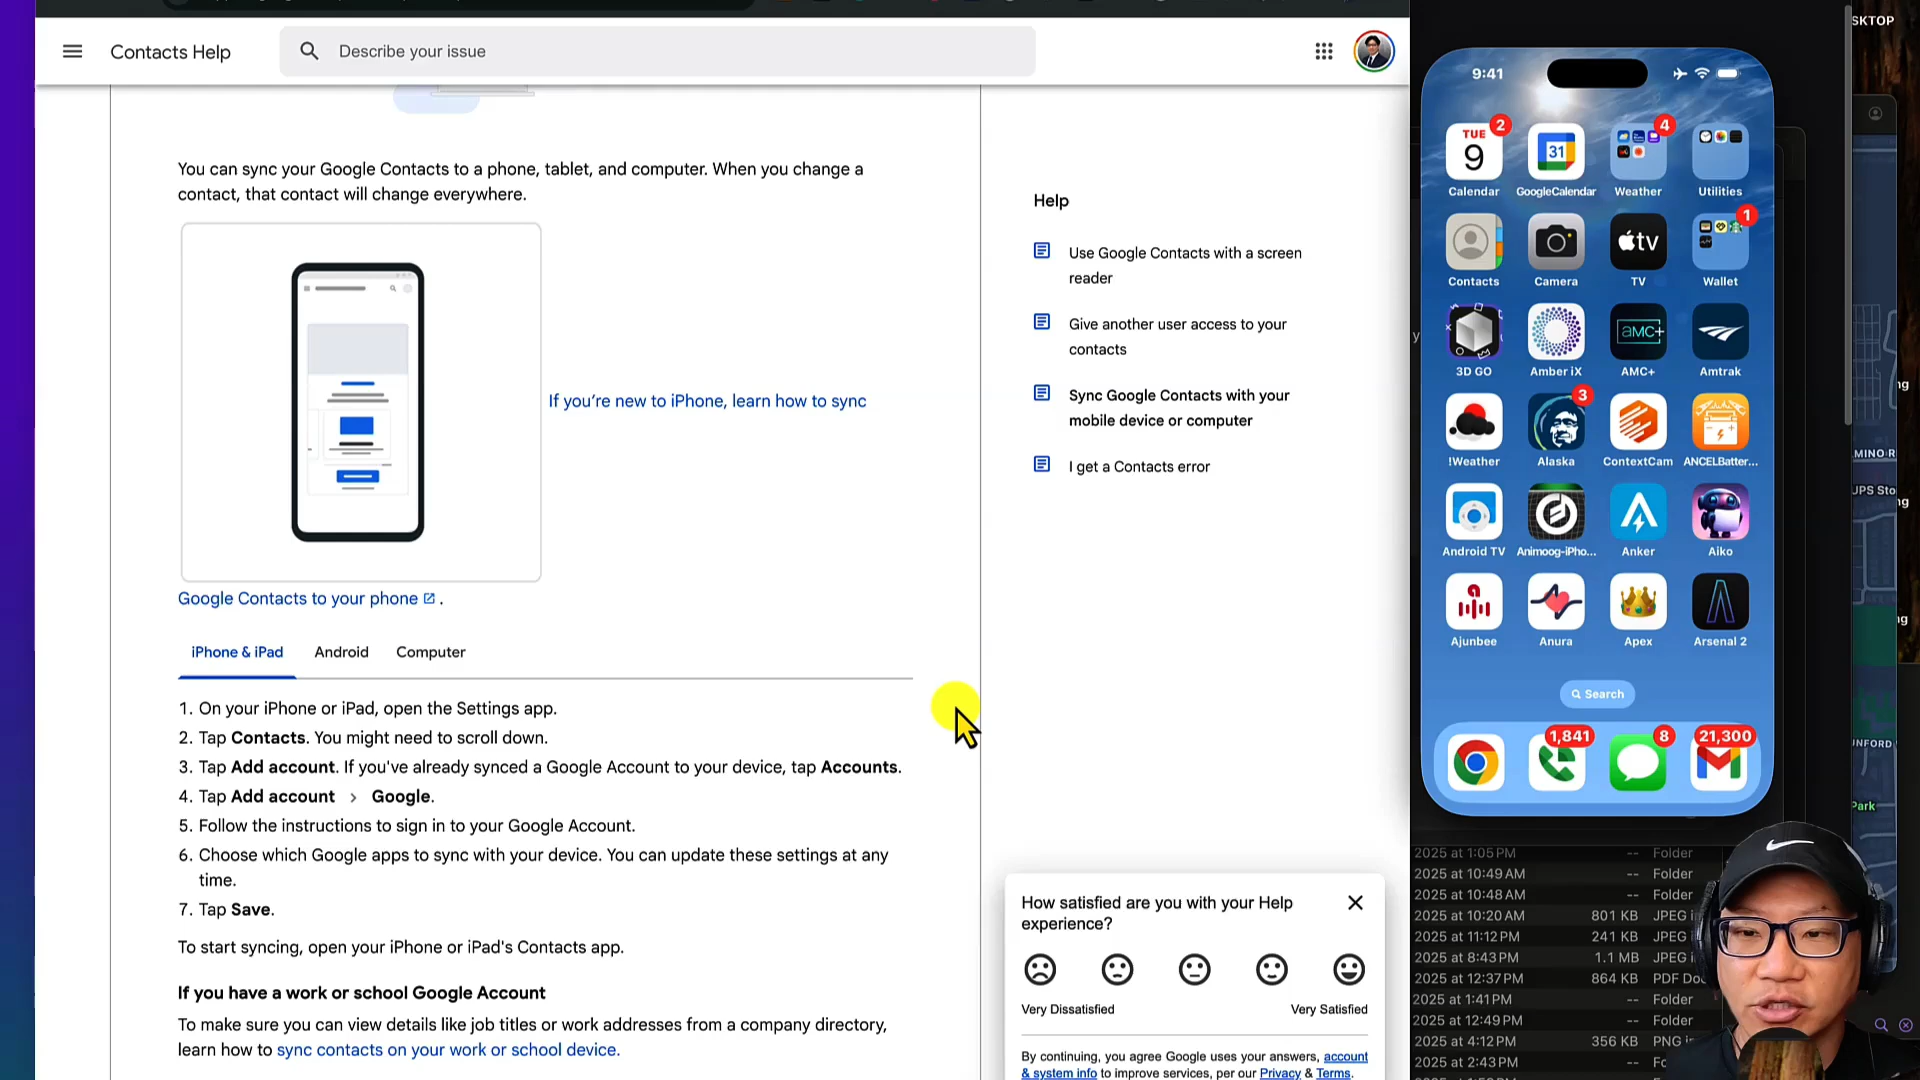 Contacts Help
Describe your issue
You can sync your Google Contacts to a phone, tablet, and computer. When you change a
contact, that contact will change everywhere.
If you're new to iPhone, learn how to sync
Google Contacts to your phone .
iPhone & iPad
Android
Computer
1. On your iPhone or iPad, open the Settings app.
2. Tap Contacts. You might need to scroll down.
3. Tap Add account. If you've already synced a Google Account to your device, tap Accounts.
4. Tap Add account > Google.
5. Follow the instructions to sign in to your Google Account.
6. Choose which Google apps to sync with your device. You can update these settings at any
time.
7. Tap Save.
To start syncing, open your iPhone or iPad's Contacts app.
If you have a work or school Google Account
To make sure you can view details like job titles or work addresses from a company directory,
learn how to sync contacts on your work or school device.
Help
Use Google Contacts with a screen
reader
Give another user access to your
contacts
Sync Google Contacts with your
mobile device or computer
I get a Contacts error
How satisfied are you with your Help
experience?
Very Dissatisfied
Very Satisfied
By continuing, you agree Google uses your answers, account
& system info to improve services, per our Privacy & Terms.
SKTOP
9:41
TUE
9
2
31
4
Calendar
GoogleCalendar
Weather
Utilities
1
tv
Contacts
Camera
TV
Wallet
aMC+
3D GO
Amber iX
AMC+
Amtrak
3
!Weather
Alaska
ContextCam
ANCELBatter...
Android TV
Animoog-iPho...
Anker
Aiko
Ajunbee
Anura
Apex
Arsenal 2
Search
1,841
8
21,300
AMINO R
UPS Sto
ng
ng
ng
UNFORD
Park
2025 at 1:05 PM -- Folder
2025 at 10:49 AM -- Folder
2025 at 10:48 AM -- Folder
2025 at 10:20 AM 801 KB JPEG i
2025 at 11:12 PM 241 KB JPEG
2025 at 8:43 PM 1.1 MB JPEG i
2025 at 12:37 PM 864 KB PDF Do
2025 at 1:41 PM -- Folder
2025 at 12:49 PM -- Folder
2025 at 4:12 PM 356 KB PNG i
2025 at 2:43 PM -- Fo